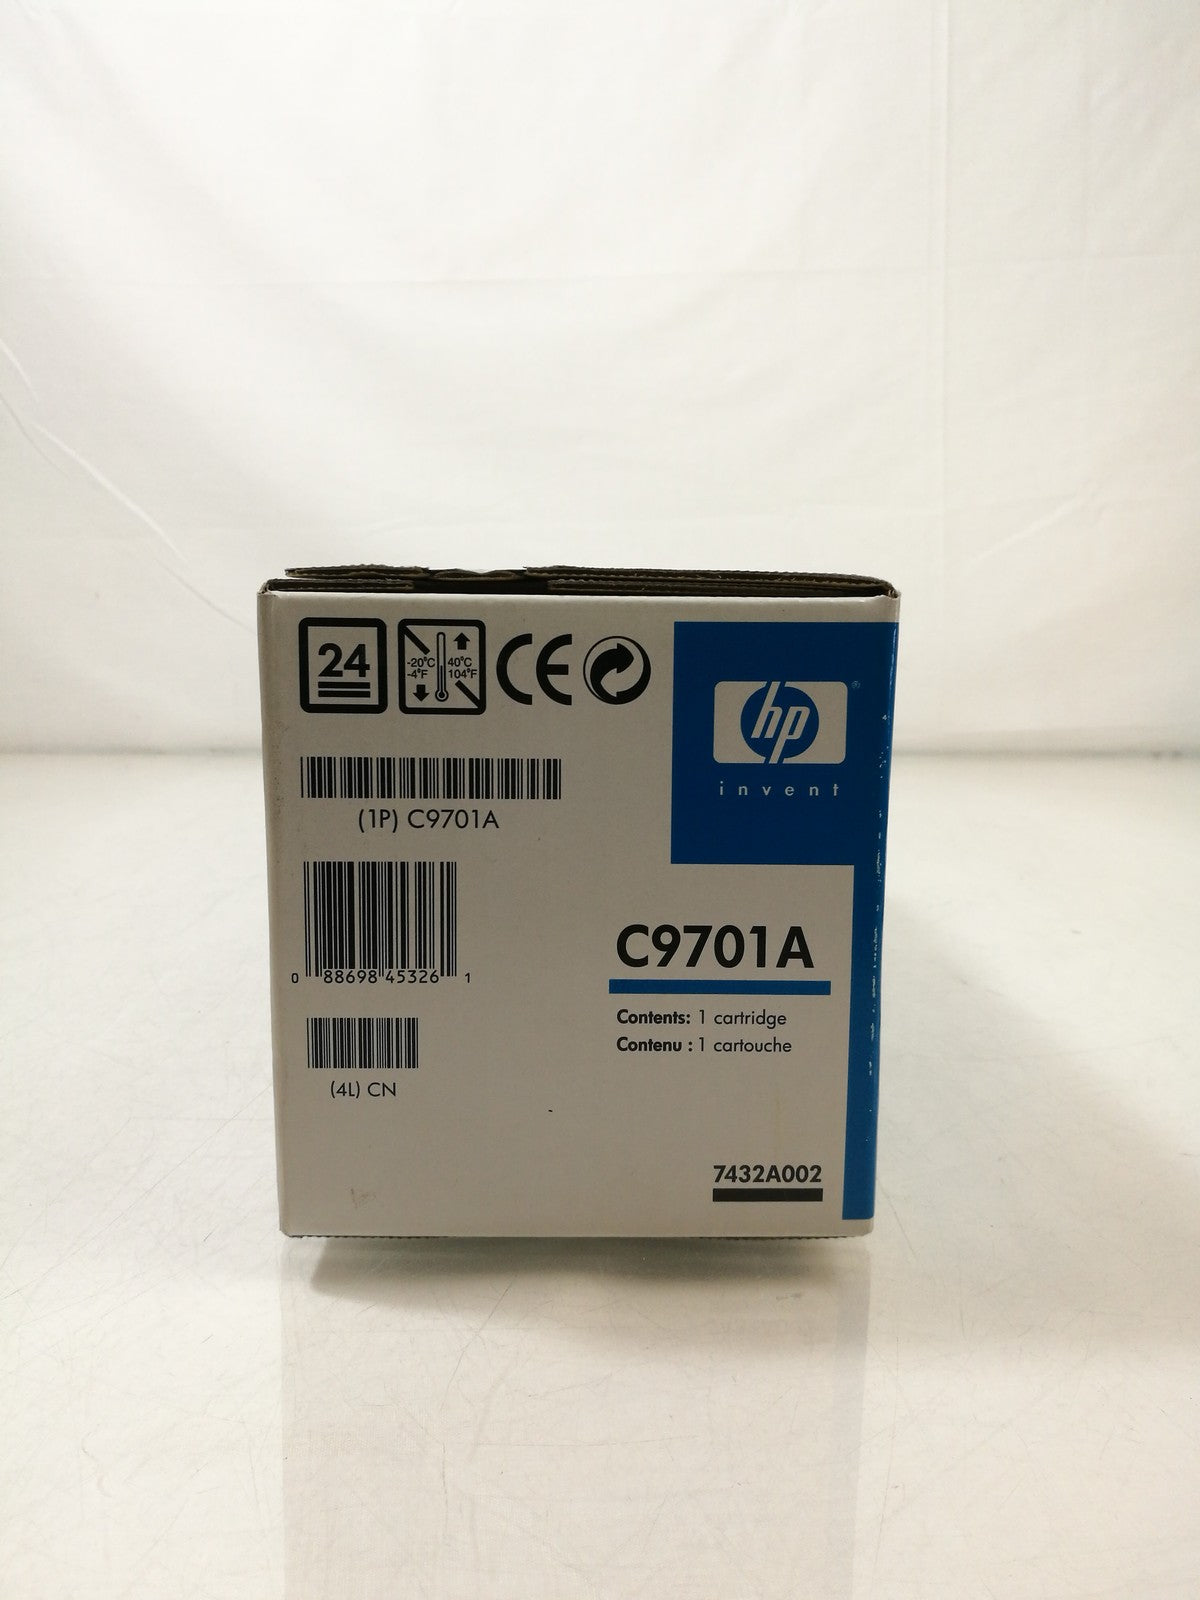 24
-20°C
-4°F
40°C
104°F
CE
hp ®
invent
(1P) C9701A
0 88698 45326 1
(4L) CN
C9701A
Contents: 1 cartridge
Contenu : 1 cartouche
7432A002